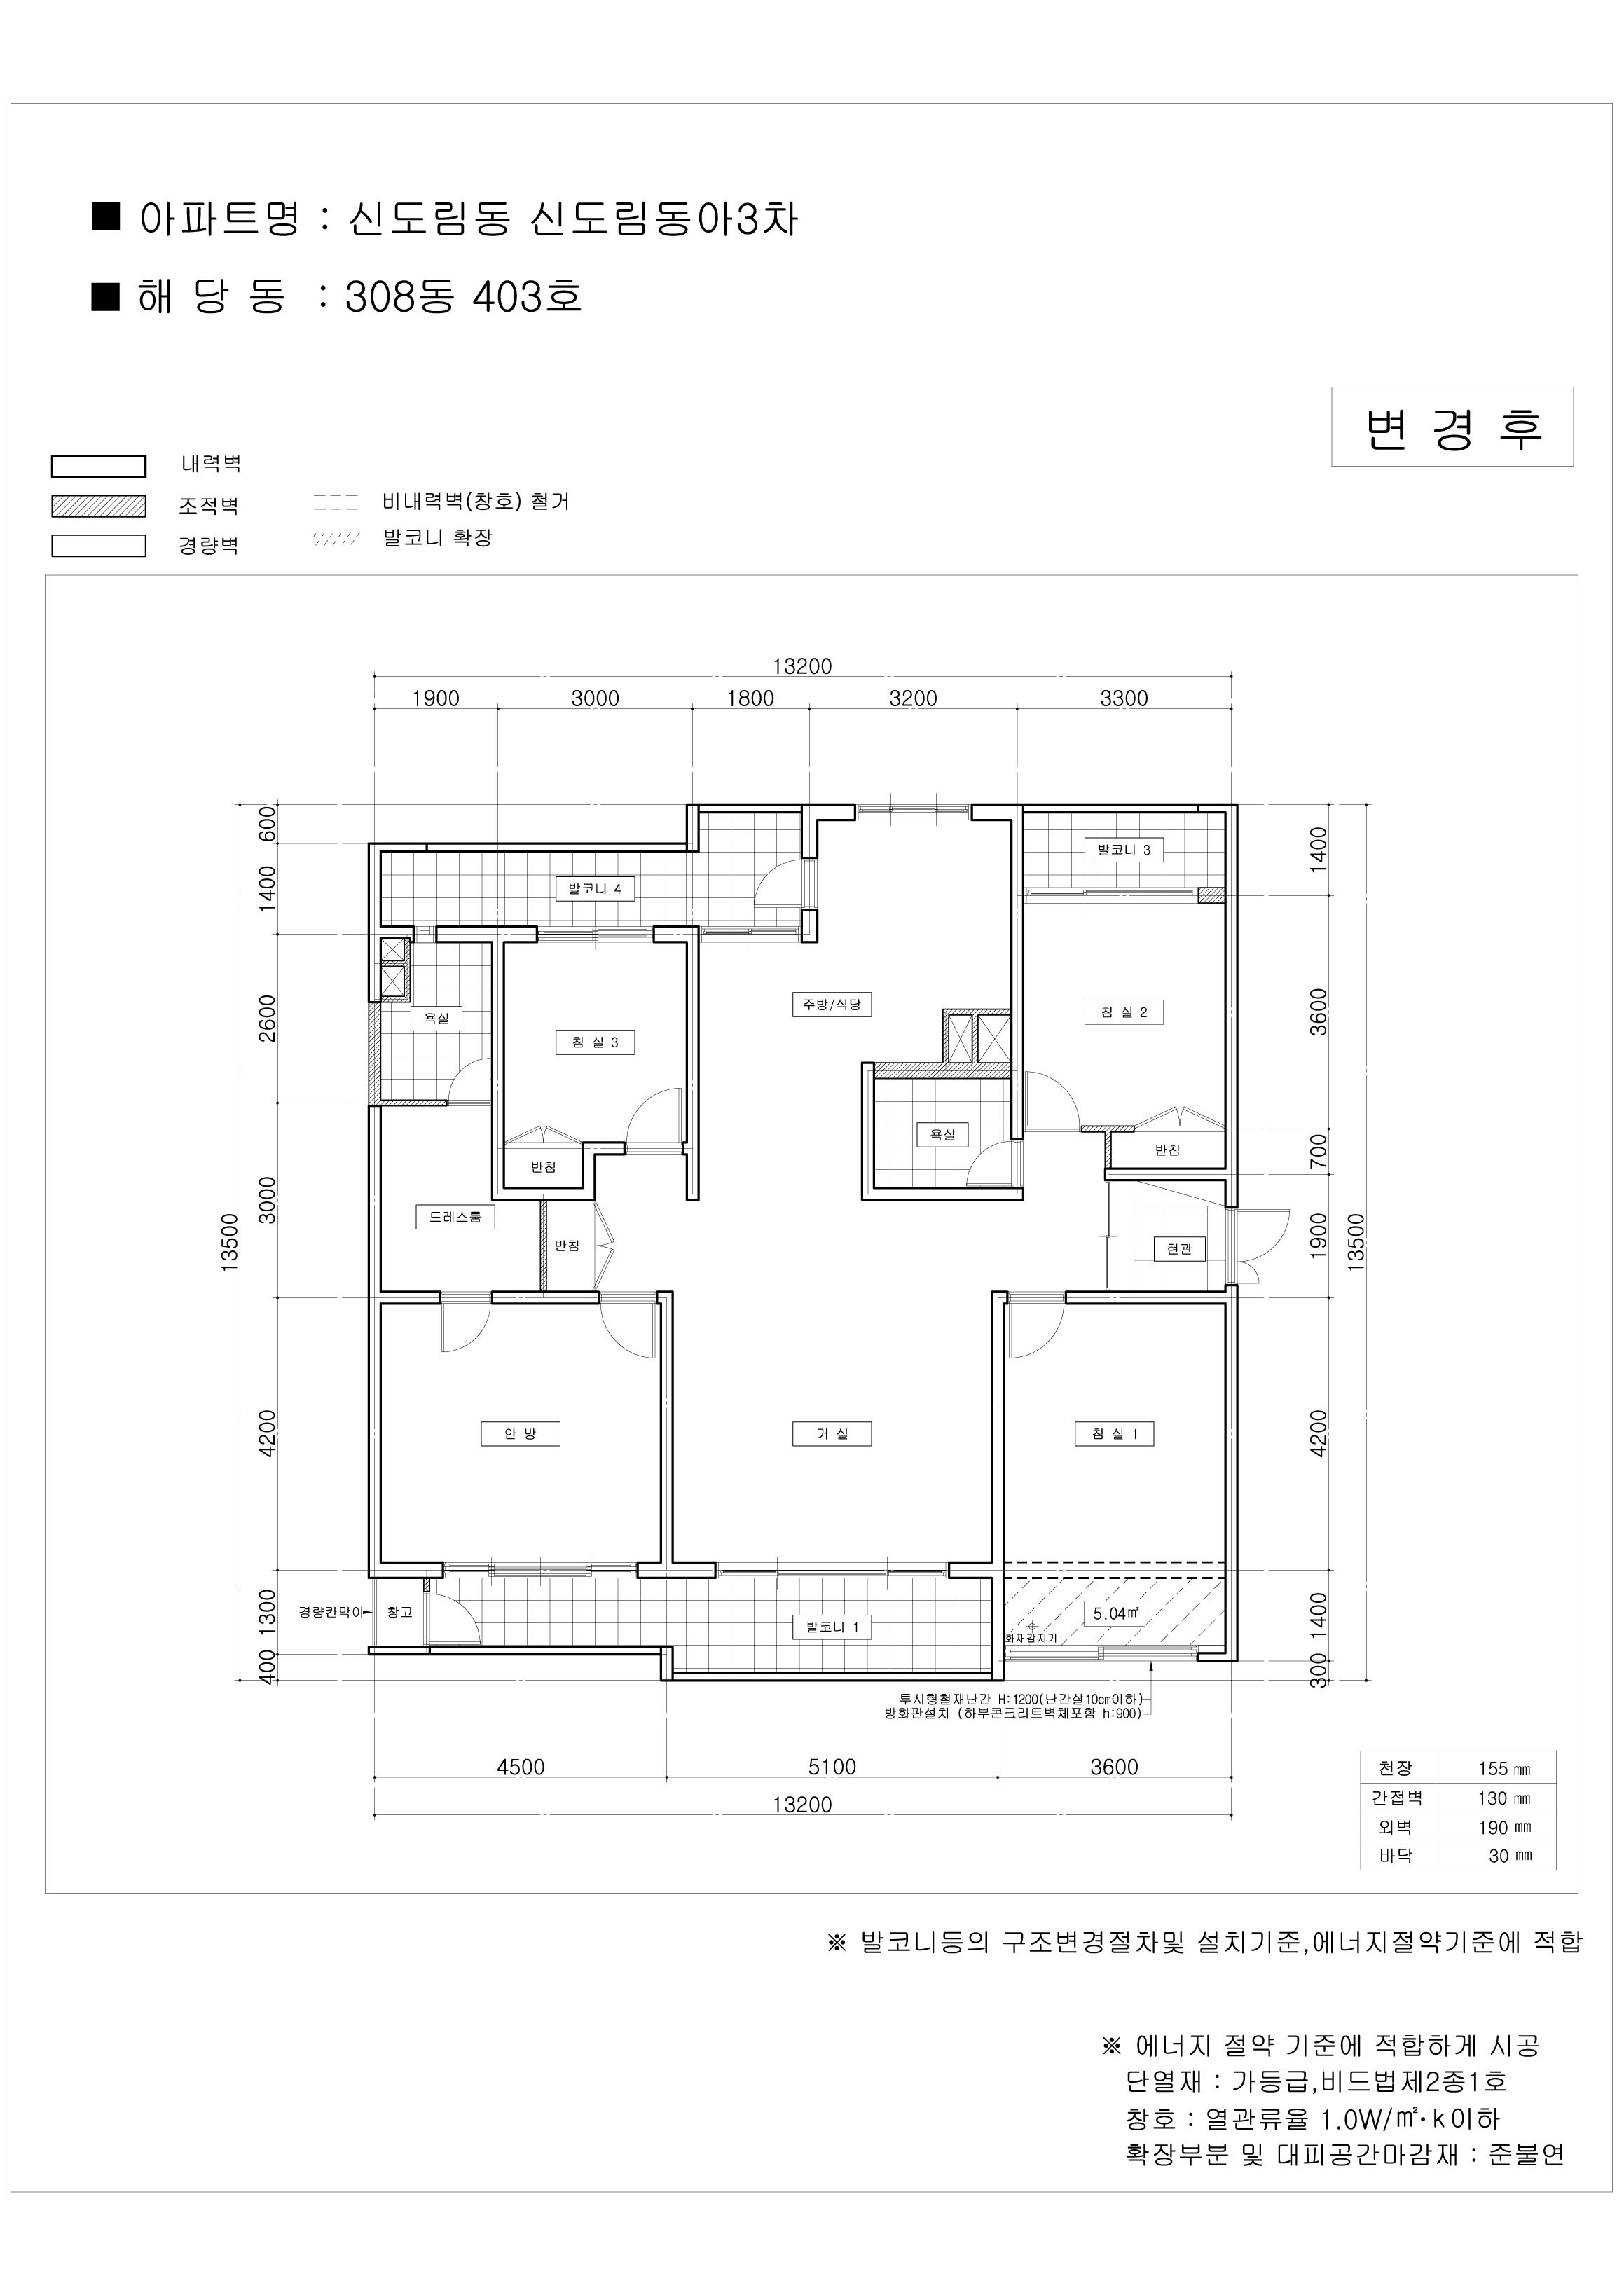 ■ 아파트명 : 신도림동 신도림동아3차
■ 해 당 동 : 308동 403호
변 경 후
내력벽
조적벽
경량벽
비내력벽(창호) 철거
발코니 확장
13200
1900 3000 1800 3200 3300
600
1400
2600
3000
4200
1300
400
13500
1400
3600
700
1900
4200
1400
300
13500
발코니 3
발코니 4
주방/식당
침 실 2
욕실
침 실 3
욕실
반침
반침
드레스룸
반침
현관
안 방
거 실
침 실 1
경량칸막이
창고
발코니 1
5.04㎡
화재감지기
투시형철재난간 H:1200(난간살10cm이하)
방화판설치 (하부콘크리트벽체포함 h:900)
4500 5100 3600
13200
천장 155 ㎜
간접벽 130 ㎜
외벽 190 ㎜
바닥 30 ㎜
※ 발코니등의 구조변경절차및 설치기준,에너지절약기준에 적합
※ 에너지 절약 기준에 적합하게 시공
단열재 : 가등급,비드법제2종1호
창호 : 열관류율 1.0W/㎡·k이하
확장부분 및 대피공간마감재 : 준불연